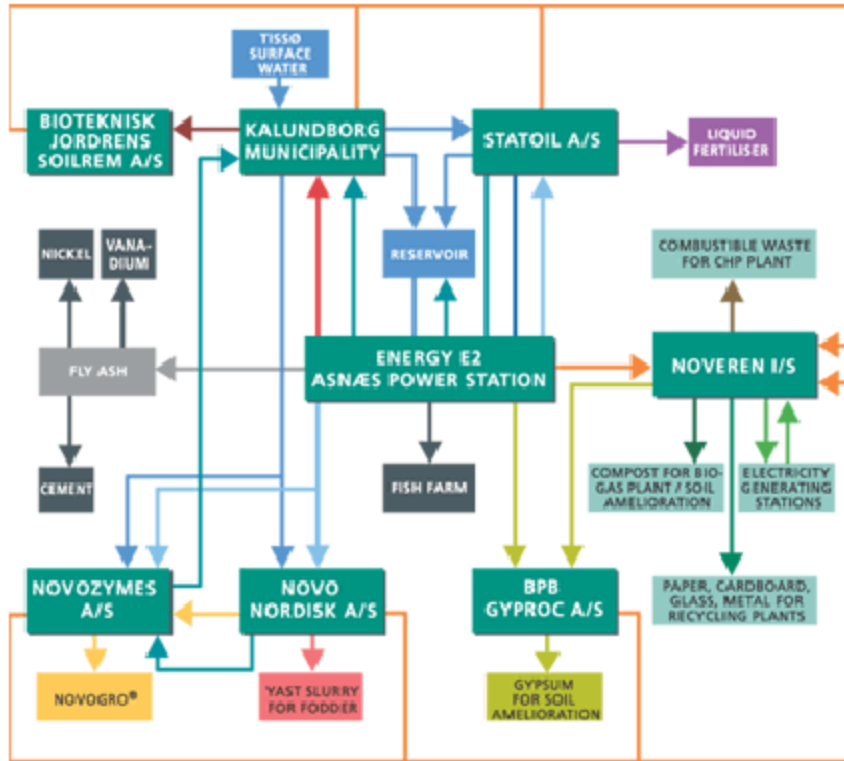 TISSØ
SURFACE
WATER
BIOTEKNISK
JORDRENS
SOILREM A/S
KALUNDBORG
MUNICIPALITY
STATOIL A/S
LIQUID
FERTILISER
NICKEL
VANA-
DIUM
RESERVOIR
COMBUSTIBLE WASTE
FOR CHP PLANT
FLY ASH
ENERGY E2
ASNÆS POWER STATION
NOVEREN I/S
CEMENT
FISH FARM
COMPOST FOR BIO-
GAS PLANT / SOIL
AMELIORATION
ELECTRICITY
GENERATING
STATIONS
NOVOZYMES
A/S
NOVO
NORDISK A/S
BPB
GYPROC A/S
PAPER, CARDBOARD,
GLASS, METAL FOR
RECYCLING PLANTS
NOVOGRO®
YAST SLURRY
FOR FODDER
GYPSUM
FOR SOIL
AMELIORATION